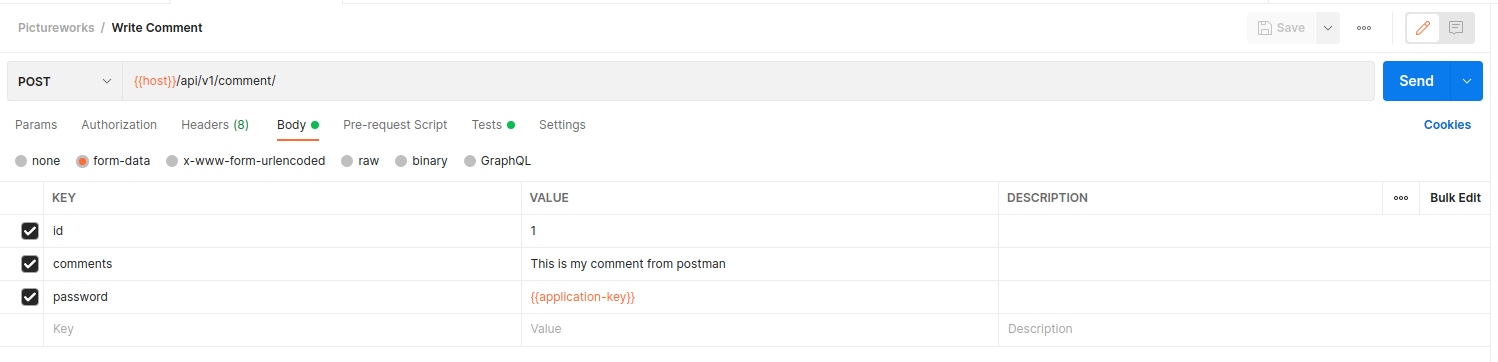 Pictureworks / Write Comment
Save
POST
{{host}}/api/v1/comment/
Send
Params Authorization Headers (8) Body Pre-request Script Tests Settings Cookies
none form-data x-www-form-urlencoded raw binary GraphQL
KEY VALUE DESCRIPTION Bulk Edit
id 1
comments This is my comment from postman
password {{application-key}}
Key Value Description